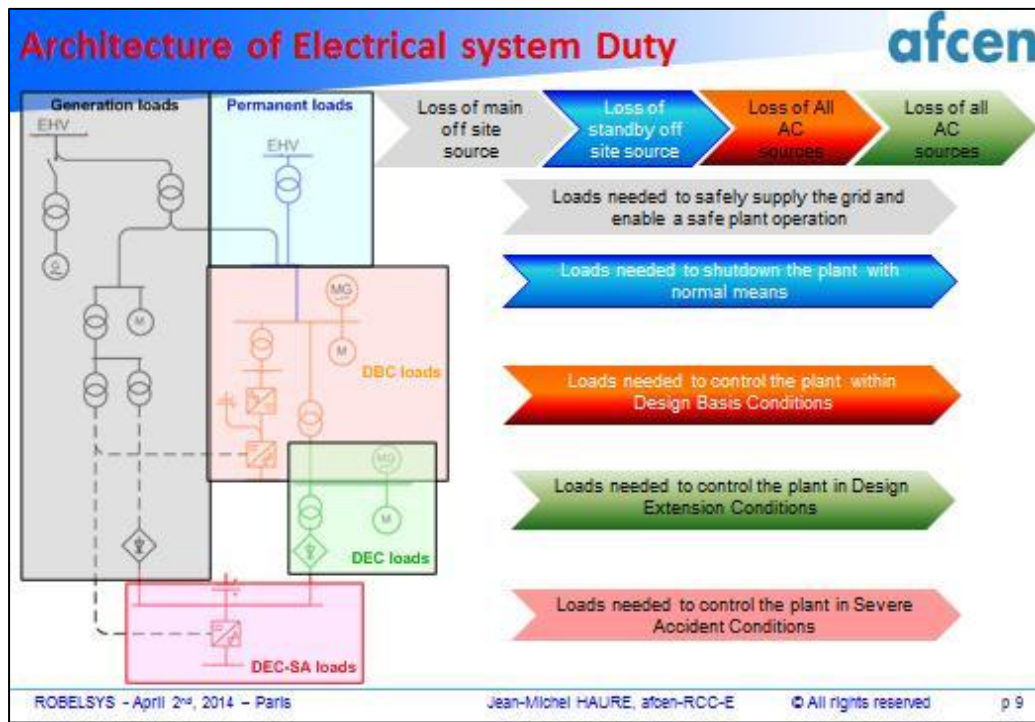 Architecture of Electrical system Duty
afcen
Generation loads
Permanent loads
EHV
EHV
Loss of main
off site
source
Loss of
standby off
site source
Loss of All
AC
sources
Loss of all
AC
sources
Loads needed to safely supply the grid and
enable a safe plant operation
Loads needed to shutdown the plant with
normal means
MG
M
M
DBC loads
Loads needed to control the plant within
Design Basis Conditions
MG
M
DEC loads
Loads needed to control the plant in Design
Extension Conditions
DEC-SA loads
Loads needed to control the plant in Severe
Accident Conditions
ROBELSYS - April 2nd, 2014 – Paris
Jean-Michel HAURE, afcen-RCC-E
© All rights reserved
p 9